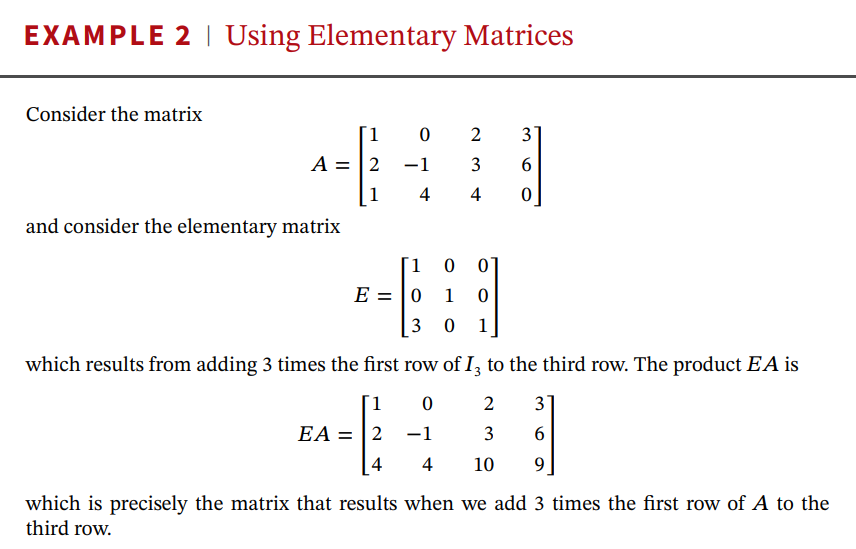 EXAMPLE 2 | Using Elementary Matrices
Consider the matrix
A = [1 0 2 3
2 −1 3 6
1 4 4 0]
and consider the elementary matrix
E = [1 0 0
0 1 0
3 0 1]
which results from adding 3 times the first row of I₃ to the third row. The product EA is
EA = [1 0 2 3
2 −1 3 6
4 4 10 9]
which is precisely the matrix that results when we add 3 times the first row of A to the
third row.